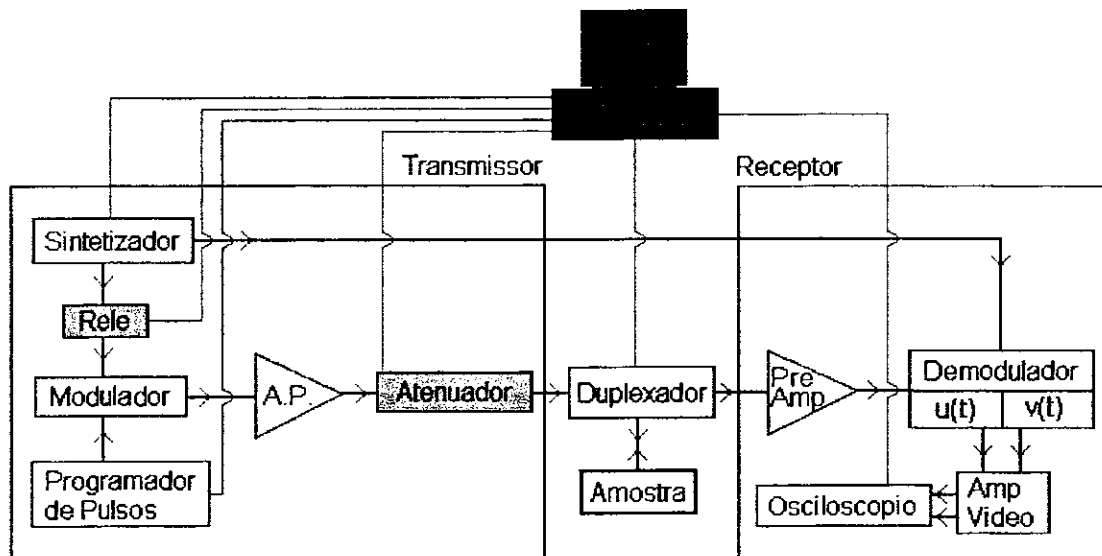 Transmissor
Receptor
Sintetizador
Rele
Modulador
A.P.
Atenuador
Duplexador
Pre
Amp
Demodulador
u(t)
v(t)
Programador
de Pulsos
Amostra
Osciloscopio
Amp
Video